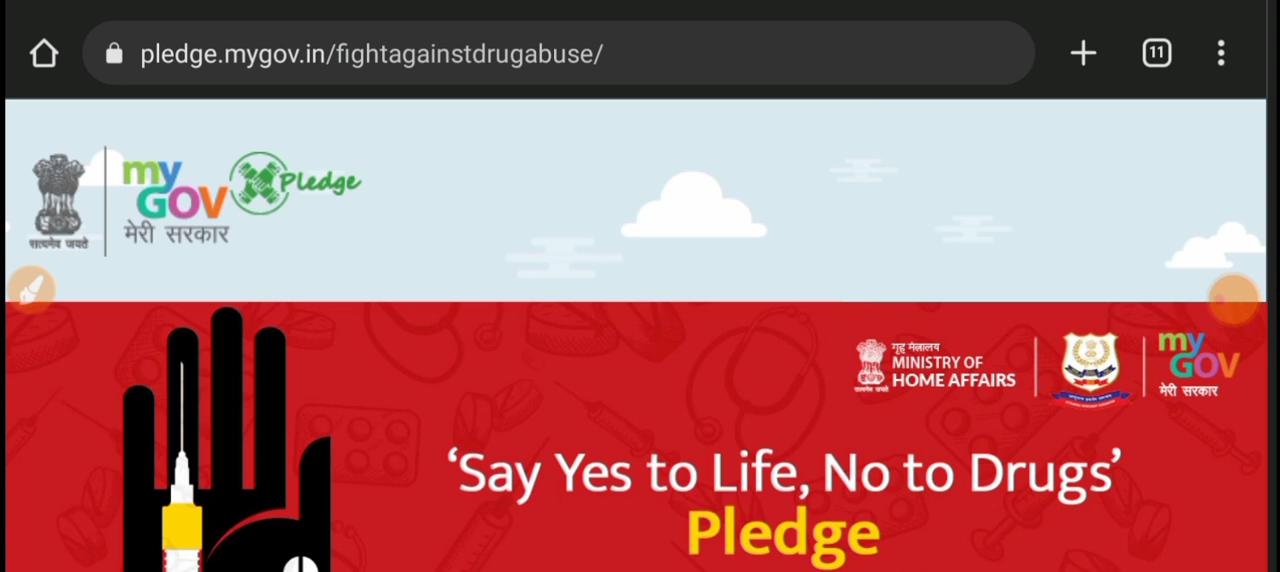 pledge.mygov.in/fightagainstdrugabuse/
11
my
GOV
मेरी सरकार
Pledge
सत्यमेव जयते
गृह मंत्रालय
MINISTRY OF
HOME AFFAIRS
सत्यमेव जयते
my
GOV
मेरी सरकार
‘Say Yes to Life, No to Drugs’
Pledge